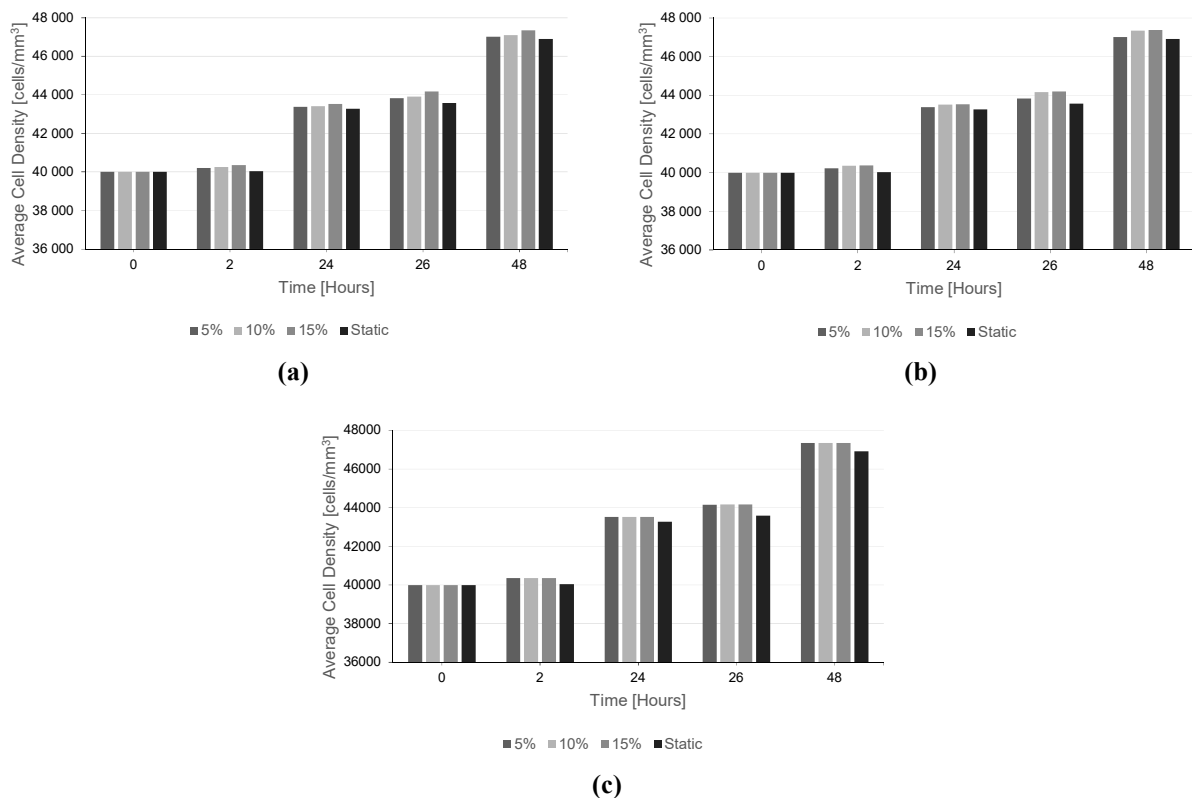 48 000
46 000
44 000
42 000
40 000
38 000
36 000
Average Cell Density [cells/mm³]
0 2 24 26 48
Time [Hours]
5% 10% 15% Static
(a)
48 000
46 000
44 000
42 000
40 000
38 000
36 000
Average Cell Density [cells/mm³]
0 2 24 26 48
Time [Hours]
5% 10% 15% Static
(b)
48000
46000
44000
42000
40000
38000
36000
Average Cell Density [cells/mm³]
0 2 24 26 48
Time [Hours]
5% 10% 15% Static
(c)